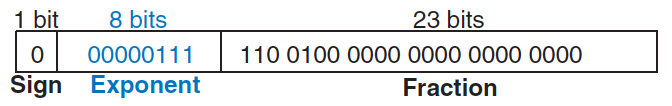 1 bit 8 bits 23 bits
0 00000111 110 0100 0000 0000 0000 0000
Sign Exponent Fraction